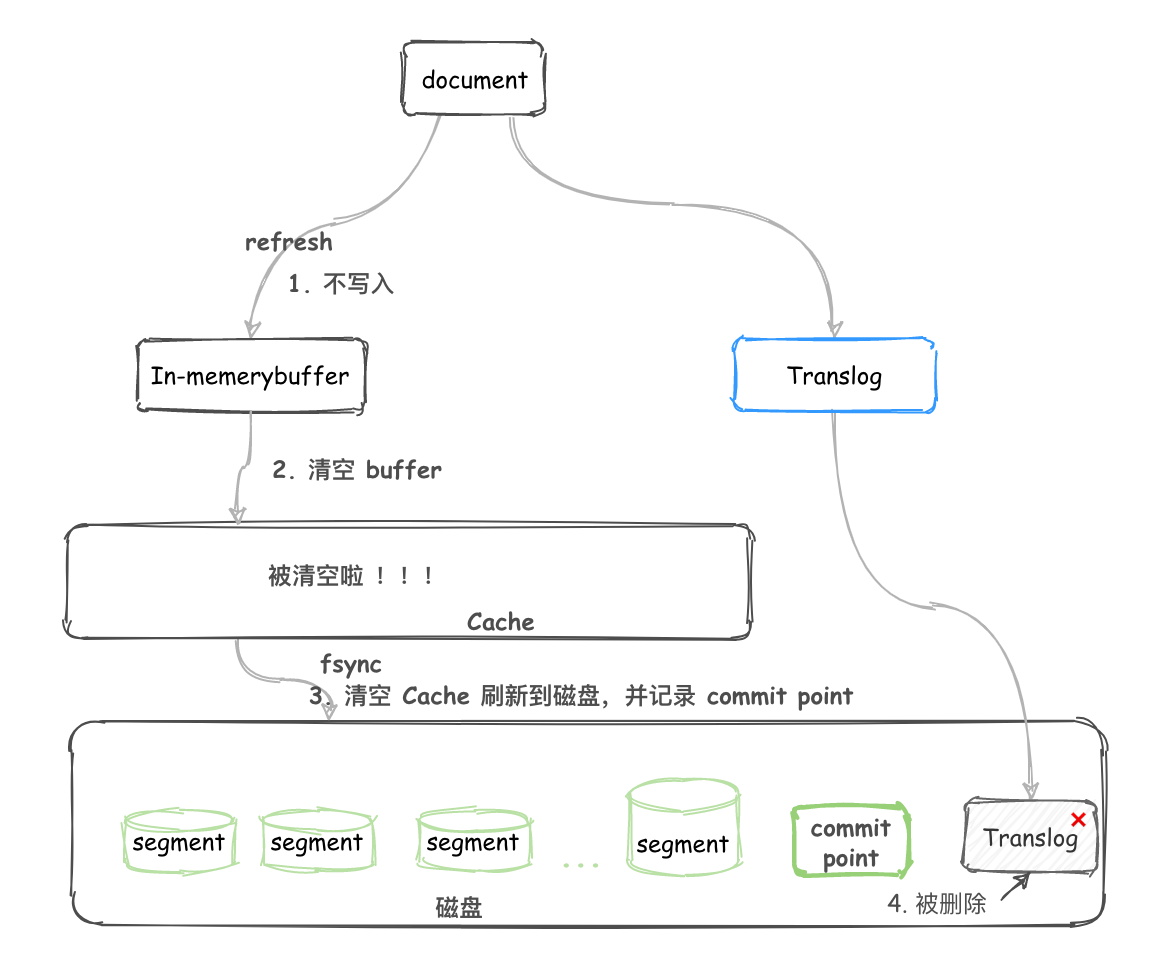 document
refresh
1. 不写入
In-memerybuffer
Translog
2. 清空 buffer
被清空啦！！！
Cache
fsync
3. 清空 Cache 刷新到磁盘，并记录 commit point
segment
segment
segment
...
segment
commit
point
Translog
4. 被删除
磁盘